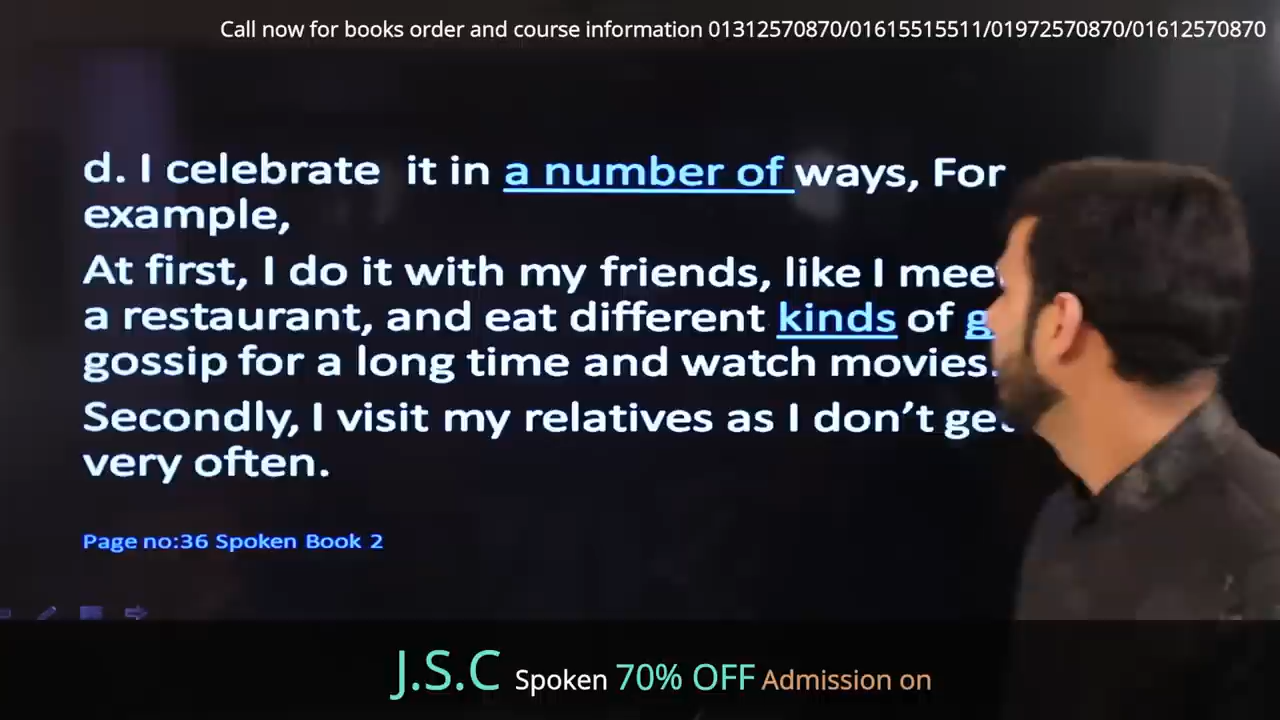 Call now for books order and course information 01312570870/01615515511/01972570870/01612570870
d. I celebrate it in a number of ways, For
example,
At first, I do it with my friends, like I
a restaurant, and eat different kinds of
gossip for a long time and watch movies.
Secondly, I visit my relatives as I don't
very often.
Page no:36 Spoken Book 2
J.S.C Spoken 70% OFF Admission on